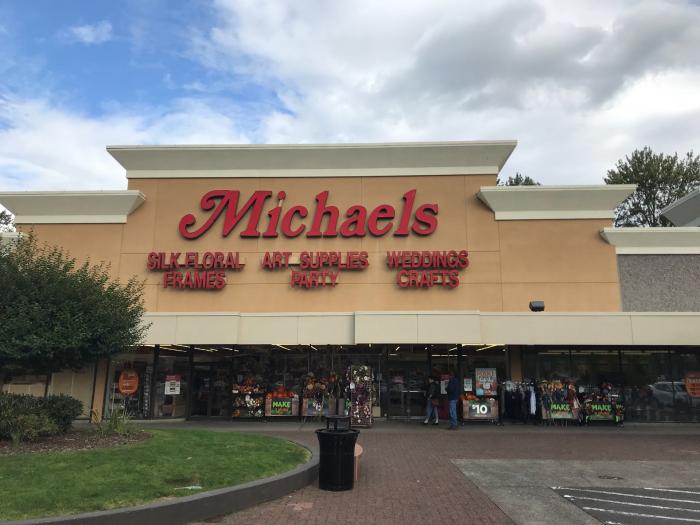 Michaels
SILK FLORAL ART SUPPLIES WEDDINGS
FRAMES PARTY CRAFTS
MAKE
MAKE
$10
MAKE
MAKE